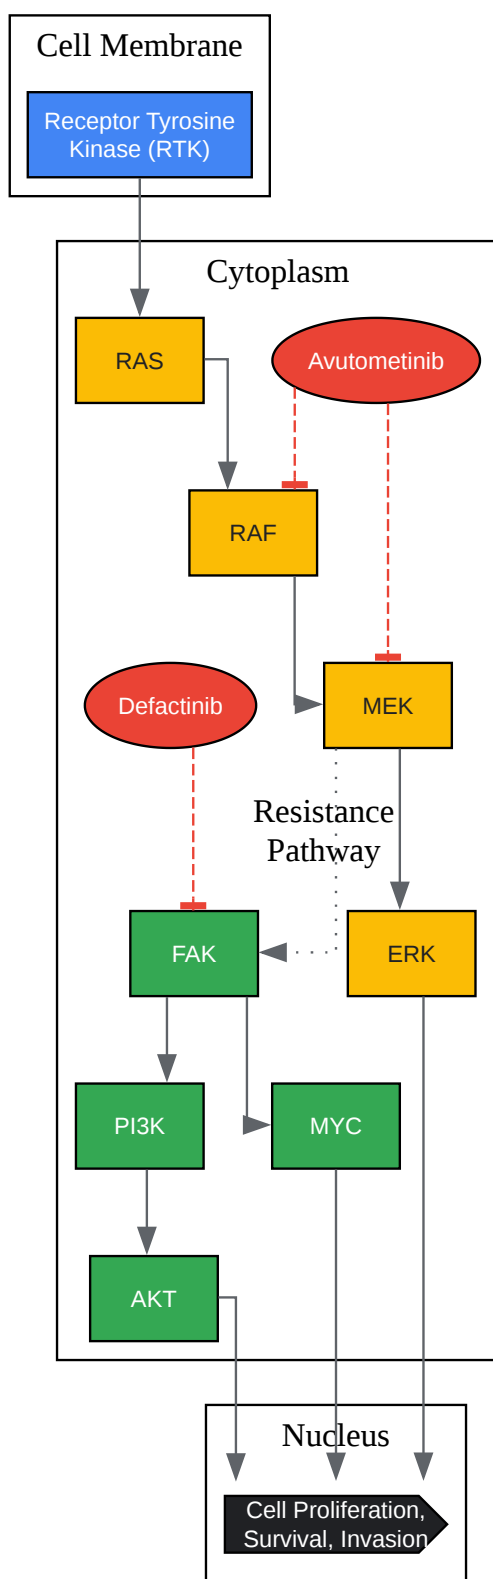 Cell Membrane
Receptor Tyrosine
Kinase (RTK)
Cytoplasm
RAS
Avutometinib
RAF
Defactinib
MEK
Resistance
Pathway
FAK
ERK
PI3K
MYC
AKT
Nucleus
Cell Proliferation,
Survival, Invasion